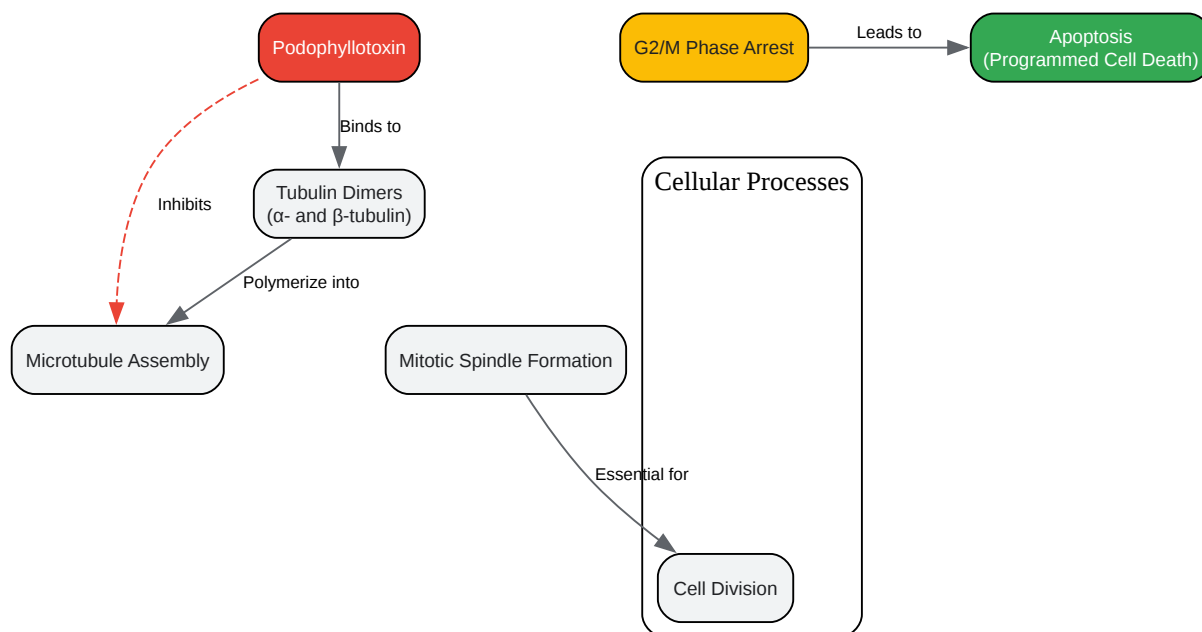 Podophyllotoxin
G2/M Phase Arrest
Leads to
Apoptosis
(Programmed Cell Death)
Binds to
Tubulin Dimers
(α- and β-tubulin)
Cellular Processes
Inhibits
Polymerize into
Microtubule Assembly
Mitotic Spindle Formation
Essential for
Cell Division